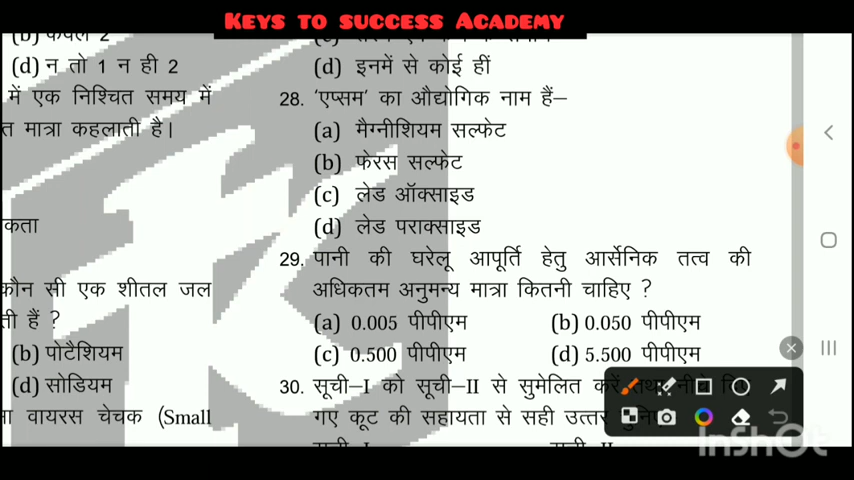 KEYS TO SUCCESS ACADEMY
(d) न तो 1 न ही 2
में एक निश्चित समय में
त मात्रा कहलाती है।
कता
कौन सी एक शीतल जल
ती हैं ?
(b) पोटैशियम
(d) सोडियम
वायरस चेचक (Small
(d) इनमें से कोई हीं
28. ‘एप्सम’ का औद्योगिक नाम हैं–
(a) मैग्नीशियम सल्फेट
(b) फेरस सल्फेट
(c) लेड ऑक्साइड
(d) लेड पराक्साइड
29. पानी की घरेलू आपूर्ति हेतु आर्सेनिक तत्व की
अधिकतम अनुमन्य मात्रा कितनी चाहिए ?
(a) 0.005 पीपीएम (b) 0.050 पीपीएम
(c) 0.500 पीपीएम (d) 5.500 पीपीएम
30. सूची–I को सूची–II से सुमेलित करें
गए कूट की सहायता से सही उत्तर
InShOt